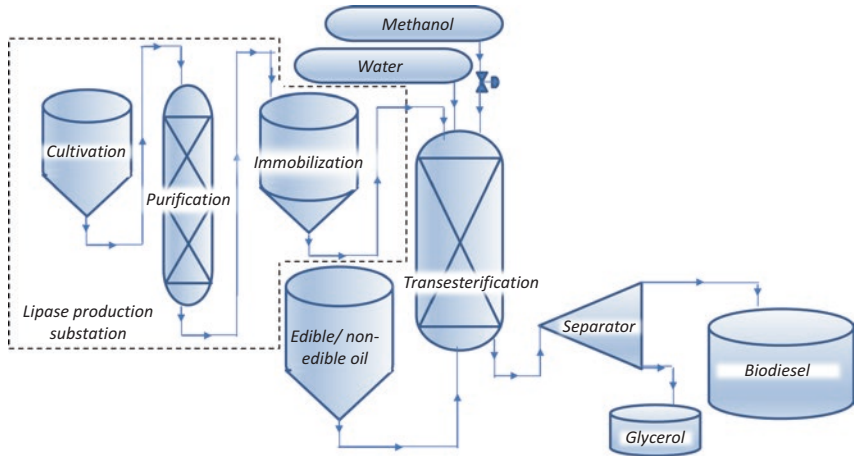 Methanol
Water
Cultivation
Immobilization
Purification
Transesterification
Lipase production
substation
Edible/ non-
edible oil
Separator
Biodiesel
Glycerol